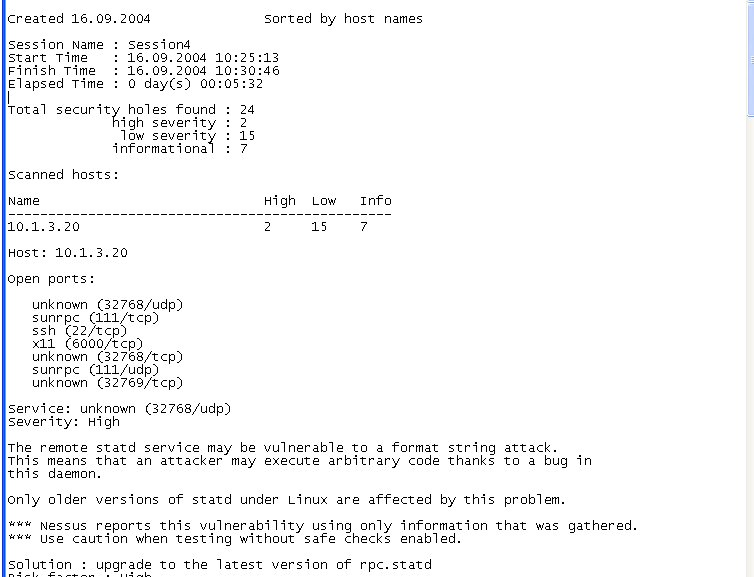 Created 16.09.2004 Sorted by host names
Session Name : Session4
Start Time : 16.09.2004 10:25:13
Finish Time : 16.09.2004 10:30:46
Elapsed Time : 0 day(s) 00:05:32
Total security holes found : 24
high severity : 2
low severity : 15
informational : 7
Scanned hosts:
Name High Low Info
------------------------------------------------
10.1.3.20 2 15 7
Host: 10.1.3.20
Open ports:
unknown (32768/udp)
sunrpc (111/tcp)
ssh (22/tcp)
x11 (6000/tcp)
unknown (32768/tcp)
sunrpc (111/udp)
unknown (32769/tcp)
Service: unknown (32768/udp)
Severity: High
The remote statd service may be vulnerable to a format string attack.
This means that an attacker may execute arbitrary code thanks to a bug in
this daemon.
Only older versions of statd under Linux are affected by this problem.
*** Nessus reports this vulnerability using only information that was gathered.
*** Use caution when testing without safe checks enabled.
Solution : upgrade to the latest version of rpc.statd
Risk factor : High